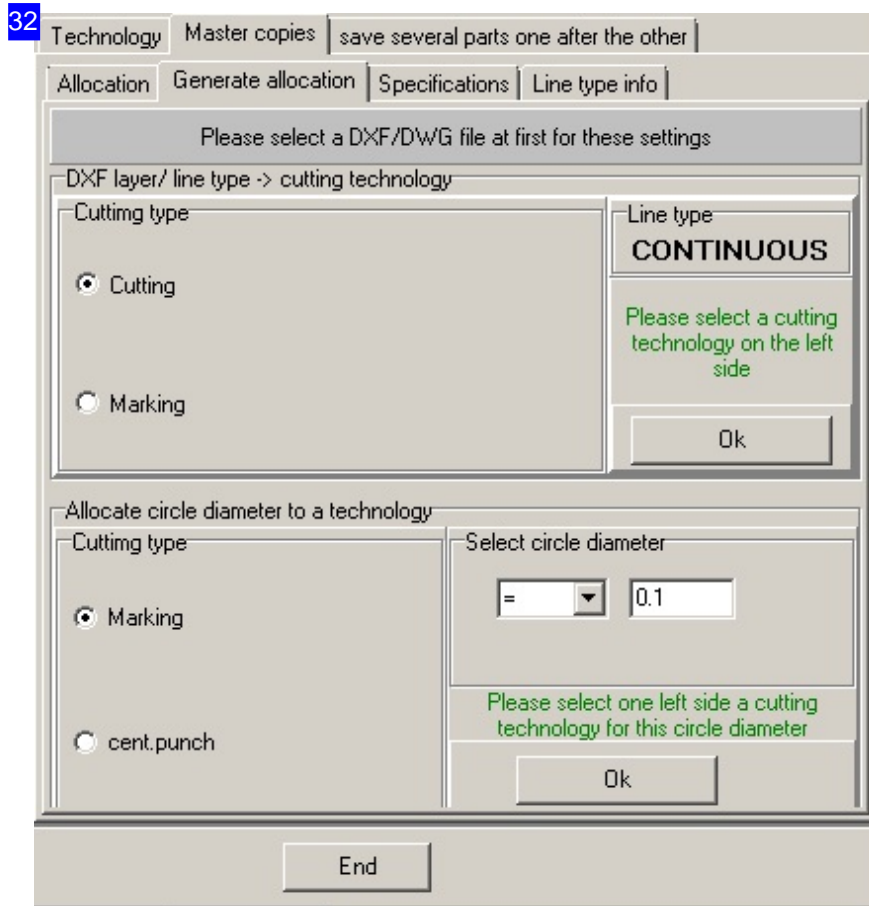 32
Technology Master copies save several parts one after the other
Allocation Generate allocation Specifications Line type info
Please select a DXF/DWG file at first for these settings
DXF layer/ line type -> cutting technology
Cuttimg type
Cutting
Marking
Line type
CONTINUOUS
Please select a cutting
technology on the left
side
Ok
Allocate circle diameter to a technology
Cuttimg type
Marking
cent.punch
Select circle diameter
= 0.1
Please select one left side a cutting
technology for this circle diameter
Ok
End